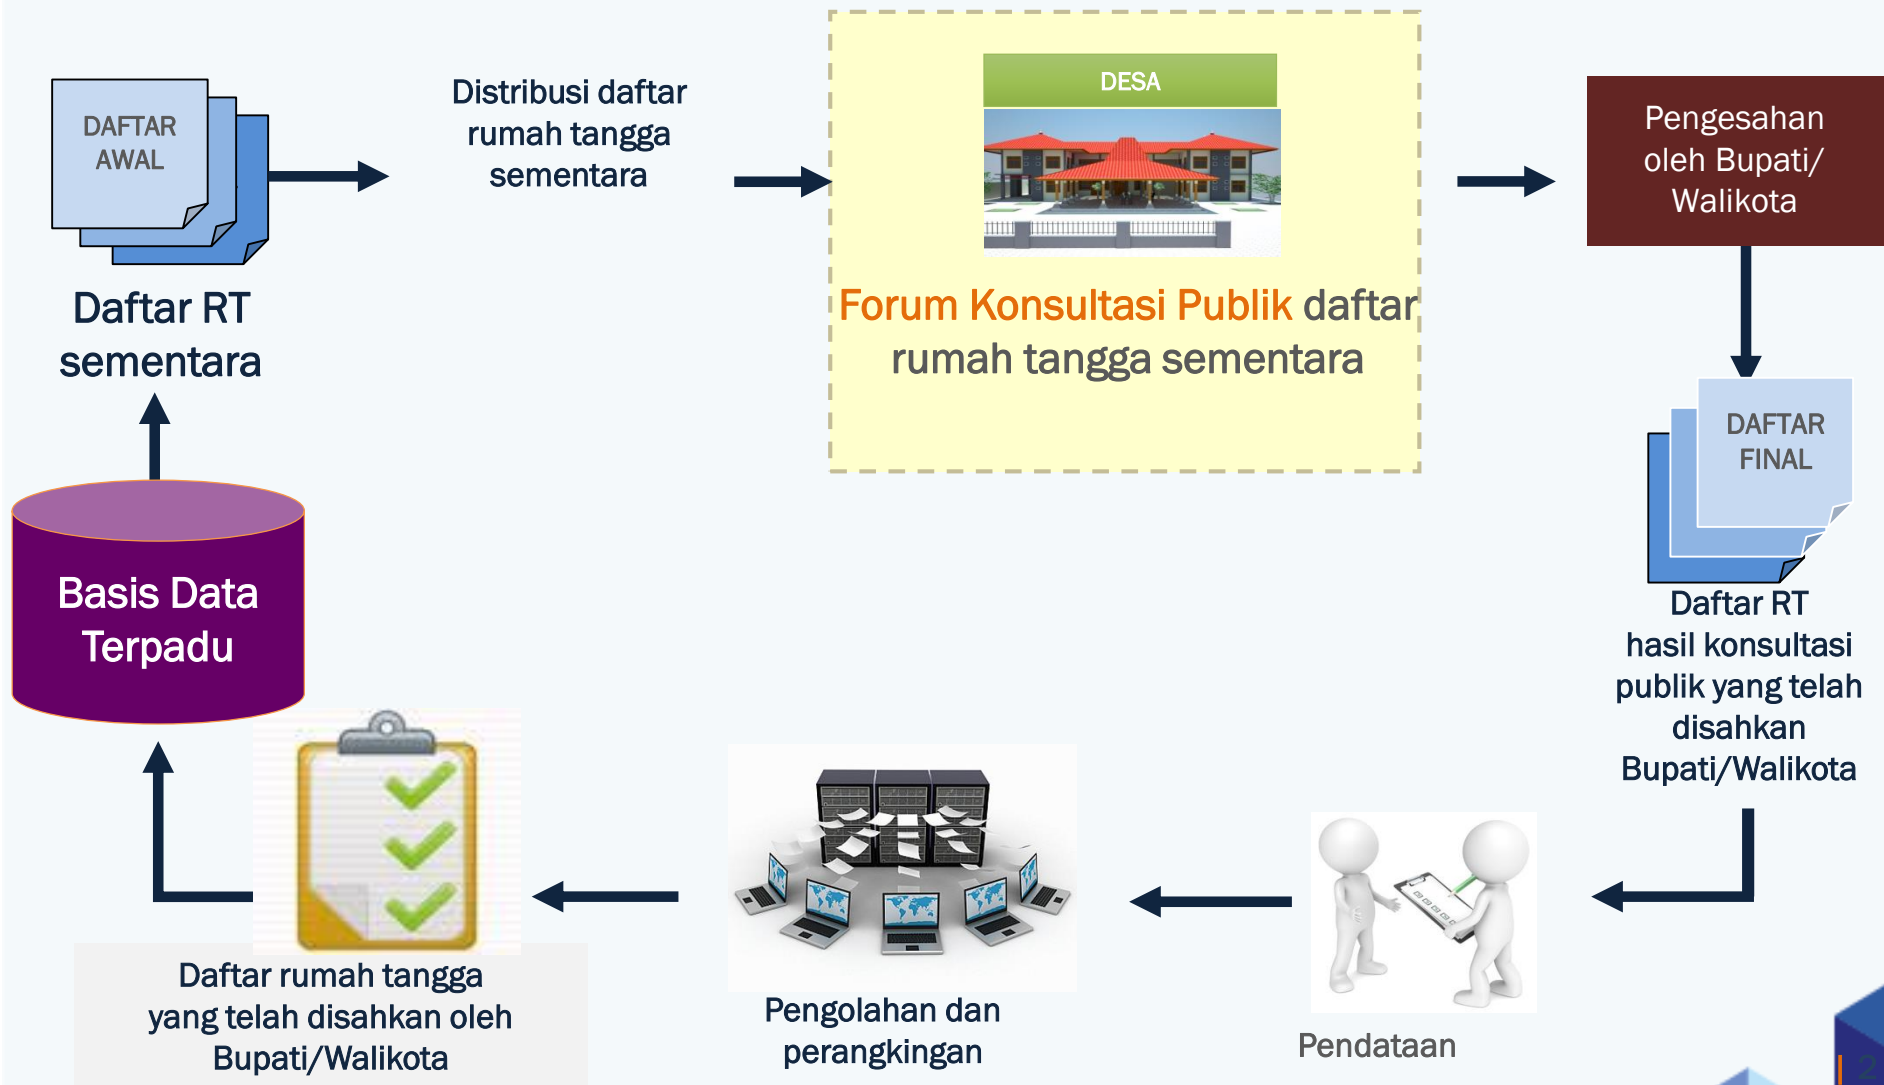 DAFTAR
AWAL
Daftar RT
sementara
Distribusi daftar
rumah tangga
sementara
DESA
Forum Konsultasi Publik daftar
rumah tangga sementara
Pengesahan
oleh Bupati/
Walikota
DAFTAR
FINAL
Daftar RT
hasil konsultasi
publik yang telah
disahkan
Bupati/Walikota
Pendataan
Pengolahan dan
perangkingan
Daftar rumah tangga
yang telah disahkan oleh
Bupati/Walikota
Basis Data
Terpadu
| 2